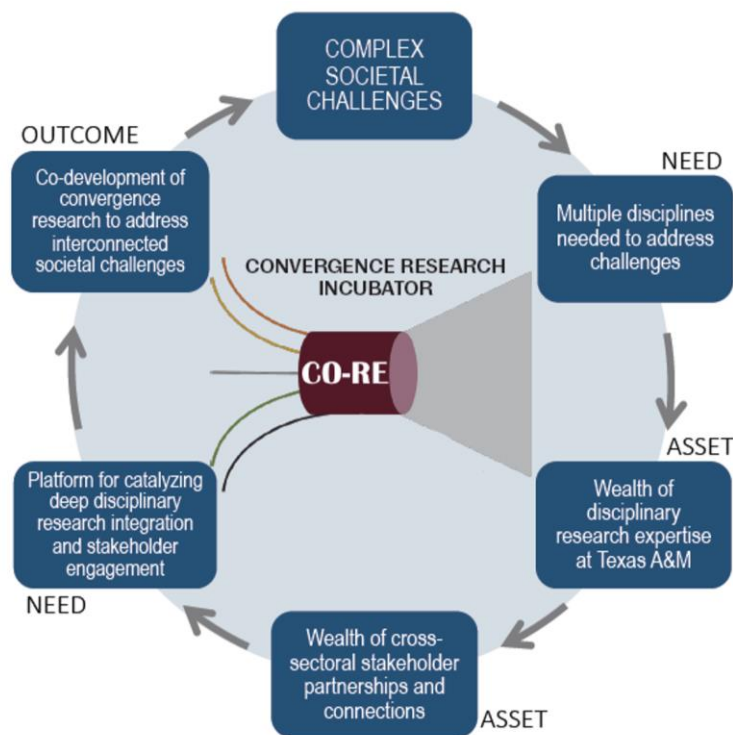 COMPLEX
SOCIETAL
CHALLENGES
NEED
Multiple disciplines
needed to address
challenges
ASSET
Wealth of
disciplinary
research expertise
at Texas A&M
Wealth of cross-
sectoral stakeholder
partnerships and
connections
ASSET
Platform for catalyzing
deep disciplinary
research integration
and stakeholder
engagement
NEED
OUTCOME
Co-development of
convergence
research to address
interconnected
societal challenges
CONVERGENCE RESEARCH
INCUBATOR
CO-RE